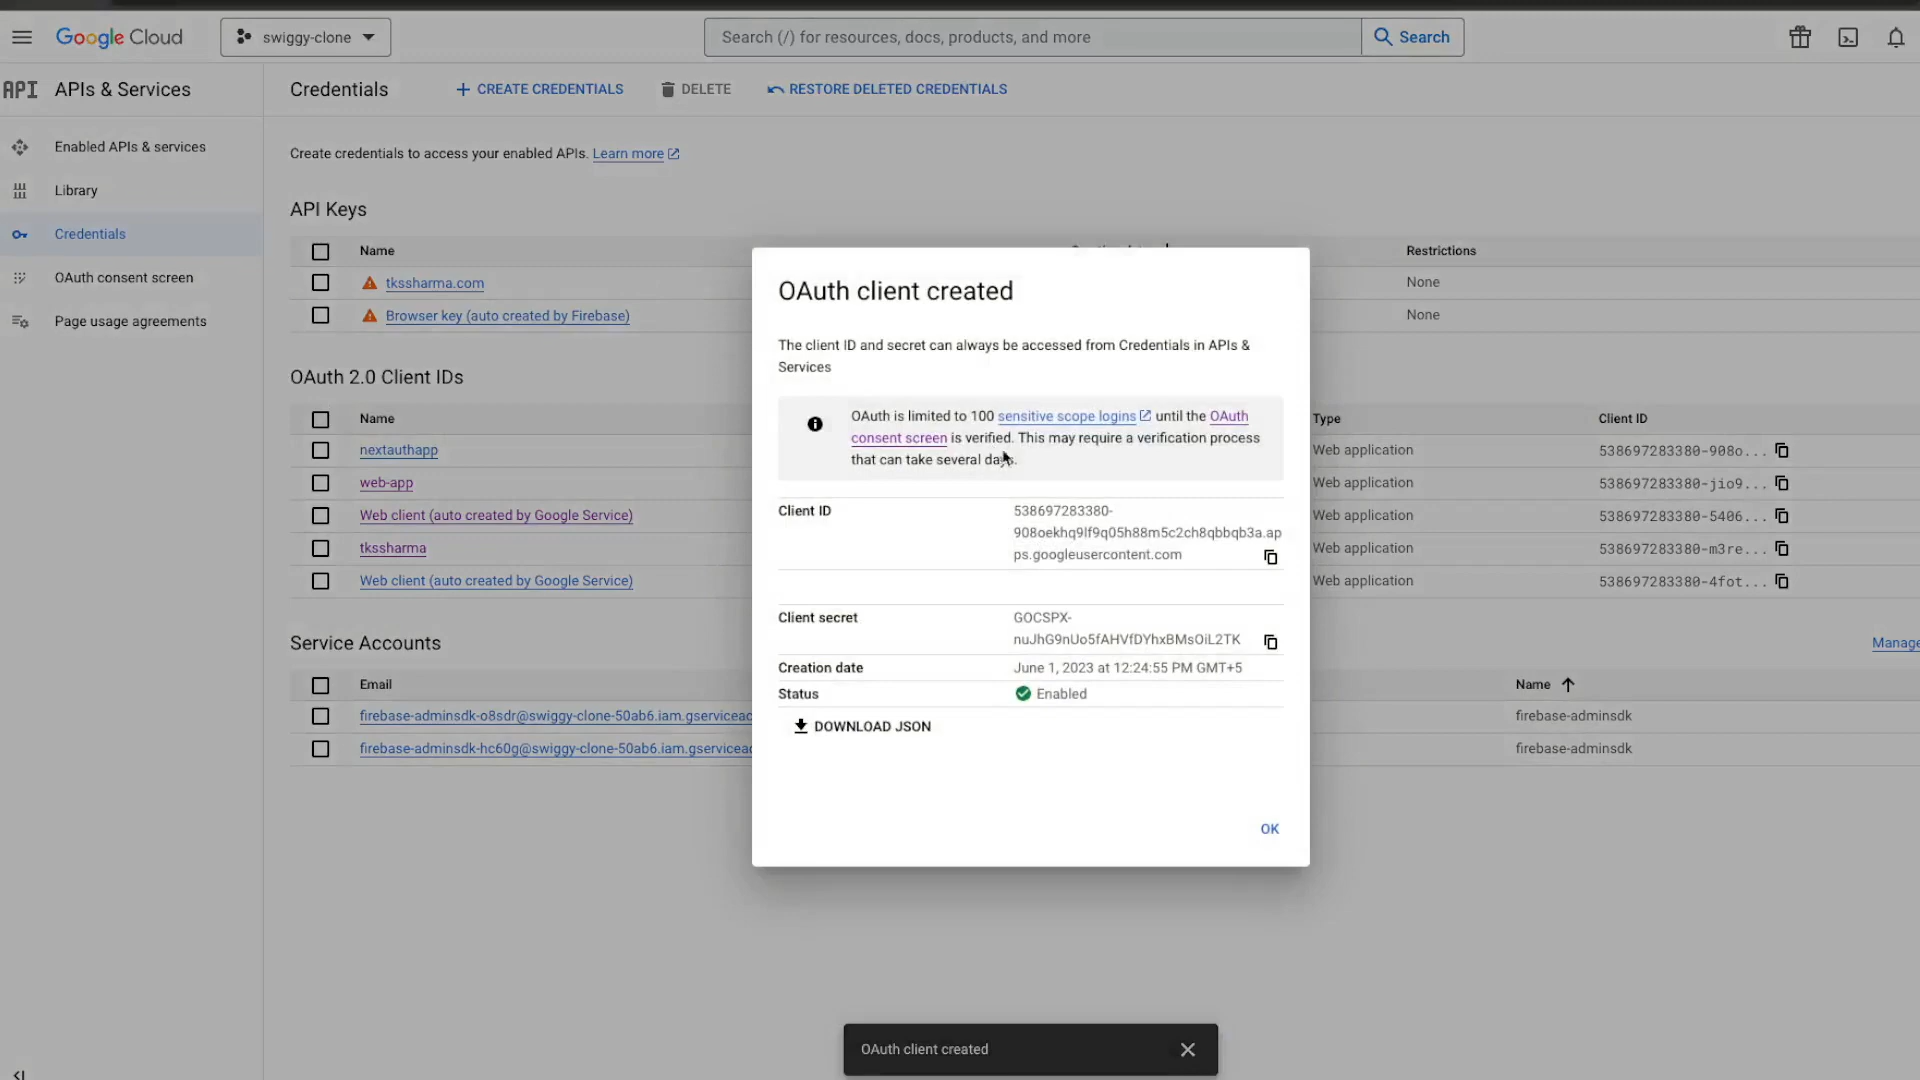 Google Cloud
swiggy-clone
Search (/) for resources, docs, products, and more
Search
API
APIs & Services
Credentials
CREATE CREDENTIALS
DELETE
RESTORE DELETED CREDENTIALS
Enabled APIs & services
Library
Credentials
OAuth consent screen
Page usage agreements
Create credentials to access your enabled APIs. Learn more
API Keys
Name
Restrictions
tkssharma.com
None
Browser key (auto created by Firebase)
None
OAuth 2.0 Client IDs
Name
Type
Client ID
nextauthapp
Web application
538697283380-908o...
web-app
Web application
538697283380-jio9...
Web client (auto created by Google Service)
Web application
538697283380-5406...
tkssharma
Web application
538697283380-m3re...
Web client (auto created by Google Service)
Web application
538697283380-4fot...
Service Accounts
Manage
Email
Name
firebase-adminsdk-o8sdr@swiggy-clone-50ab6.iam.gserviceac
firebase-adminsdk
firebase-adminsdk-hc60g@swiggy-clone-50ab6.iam.gserviceac
firebase-adminsdk
OAuth client created
The client ID and secret can always be accessed from Credentials in APIs &
Services
OAuth is limited to 100 sensitive scope logins until the OAuth
consent screen is verified. This may require a verification process
that can take several days.
Client ID
538697283380-
908oekhq9lf9q05h88m5c2ch8qbbqb3a.ap
ps.googleusercontent.com
Client secret
GOCSPX-
nuJhG9nUo5fAHVfDYhxBMsOiL2TK
Creation date
June 1, 2023 at 12:24:55 PM GMT+5
Status
Enabled
DOWNLOAD JSON
OK
OAuth client created